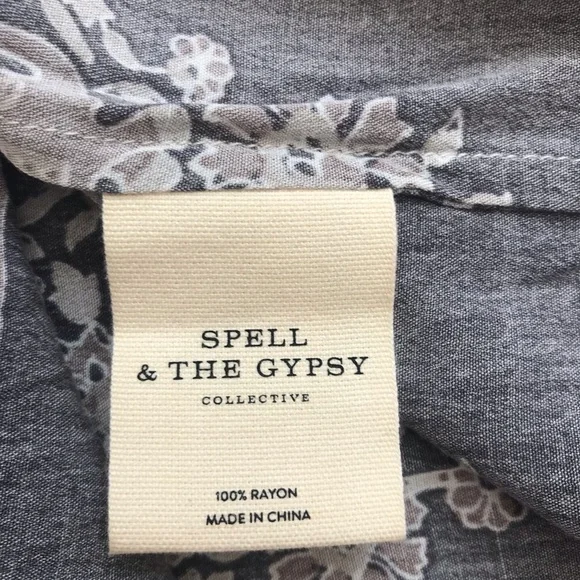 SPELL
& THE GYPSY
COLLECTIVE
100% RAYON
MADE IN CHINA